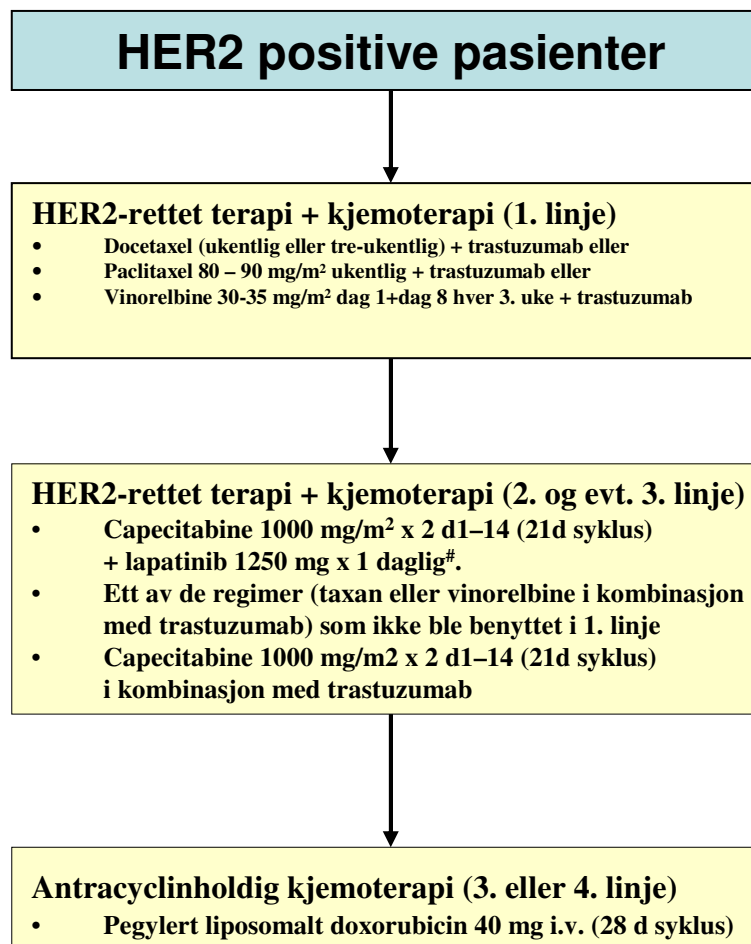 HER2 positive pasienter
HER2-rettet terapi + kjemoterapi (1. linje)
• Docetaxel (ukentlig eller tre-ukentlig) + trastuzumab eller
• Paclitaxel 80 – 90 mg/m² ukentlig + trastuzumab eller
• Vinorelbine 30-35 mg/m² dag 1+dag 8 hver 3. uke + trastuzumab
HER2-rettet terapi + kjemoterapi (2. og evt. 3. linje)
• Capecitabine 1000 mg/m² x 2 d1–14 (21d syklus)
+ lapatinib 1250 mg x 1 daglig#.
• Ett av de regimer (taxan eller vinorelbine i kombinasjon
med trastuzumab) som ikke ble benyttet i 1. linje
• Capecitabine 1000 mg/m2 x 2 d1–14 (21d syklus)
i kombinasjon med trastuzumab
Antracyclinholdig kjemoterapi (3. eller 4. linje)
• Pegylert liposomalt doxorubicin 40 mg i.v. (28 d syklus)